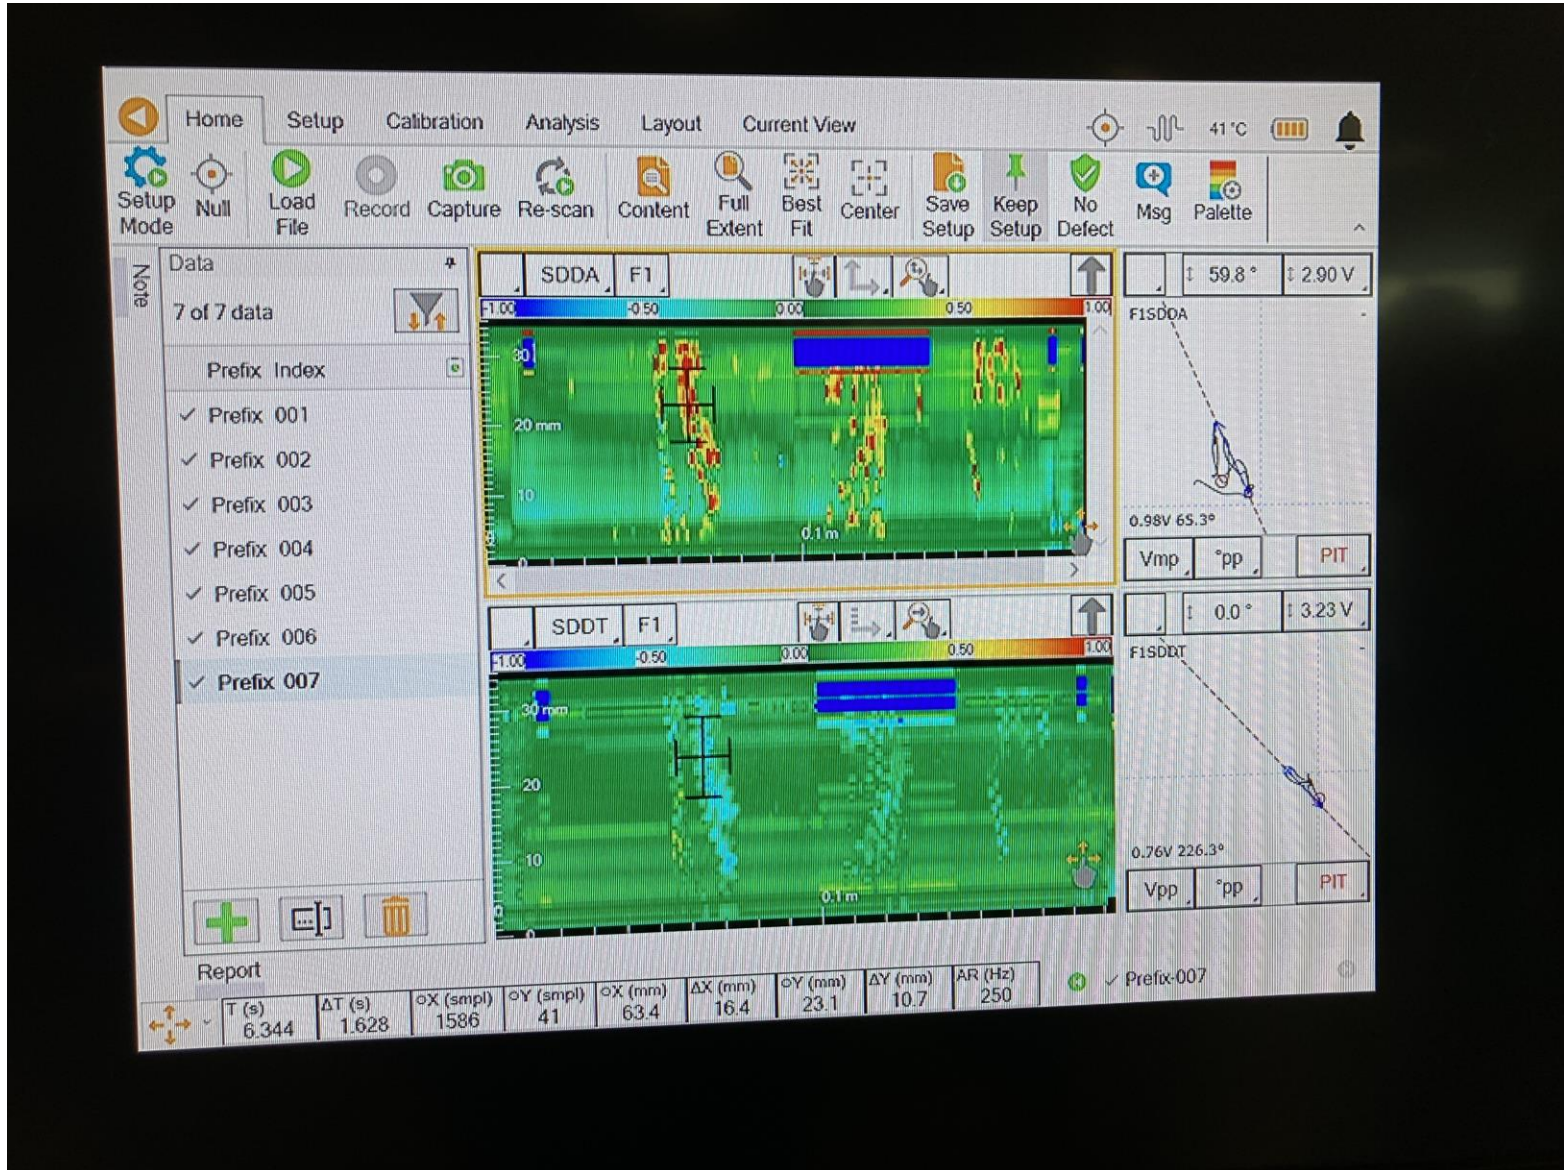 Home Setup Calibration Analysis Layout Current View 41 °C
Setup Mode
Null
Load File
Record
Capture
Re-scan
Content
Full Extent
Best Fit
Center
Save Setup
Keep Setup
No Defect
Msg
Palette
Note
Data
7 of 7 data
Prefix Index
Prefix 001
Prefix 002
Prefix 003
Prefix 004
Prefix 005
Prefix 006
Prefix 007
SDDA F1
-1.00 -0.50 0.00 0.50 1.00
30
20 mm
10
0
0.1 m
59.8 ° 2.90 V
F1SDDA
0.98V 65.3°
Vmp °pp PIT
SDDT F1
-1.00 -0.50 0.00 0.50 1.00
30 mm
20
10
0
0.1 m
0.0 ° 3.23 V
F1SDDT
0.76V 226.3°
Vpp °pp PIT
Report
T (s) ΔT (s) X (smpl) Y (smpl) X (mm) ΔX (mm) Y (mm) ΔY (mm) AR (Hz)
6.344 1.628 1586 41 63.4 16.4 23.1 10.7 250
Prefix-007